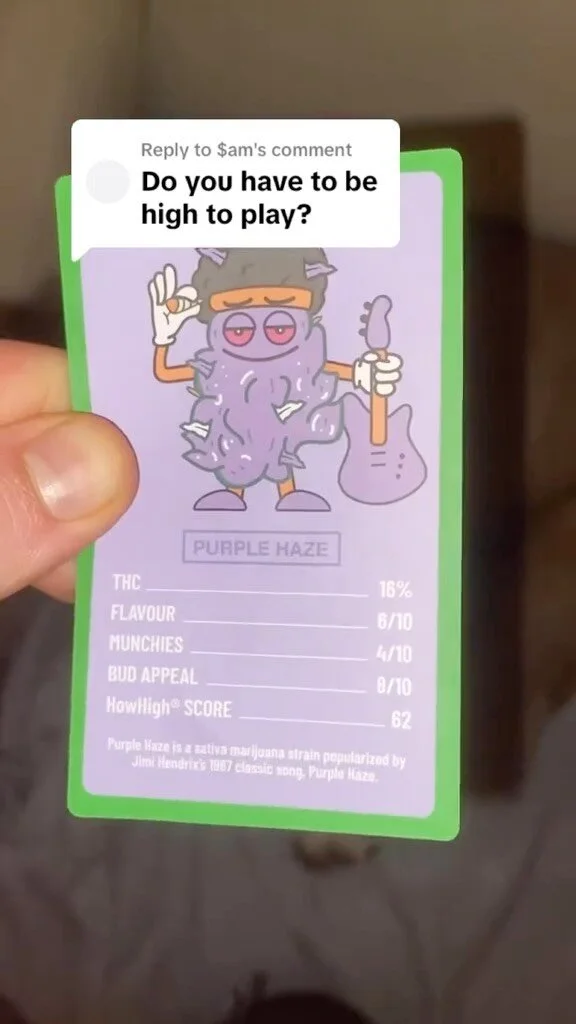 Reply to $am's comment
Do you have to be
high to play?
PURPLE HAZE
THC 16%
FLAVOUR 6/10
MUNCHIES 4/10
BUD APPEAL 8/10
HowHigh® SCORE 62
Purple Haze is a sativa marijuana strain popularized by
Jimi Hendrix's 1967 classic song, Purple Haze.